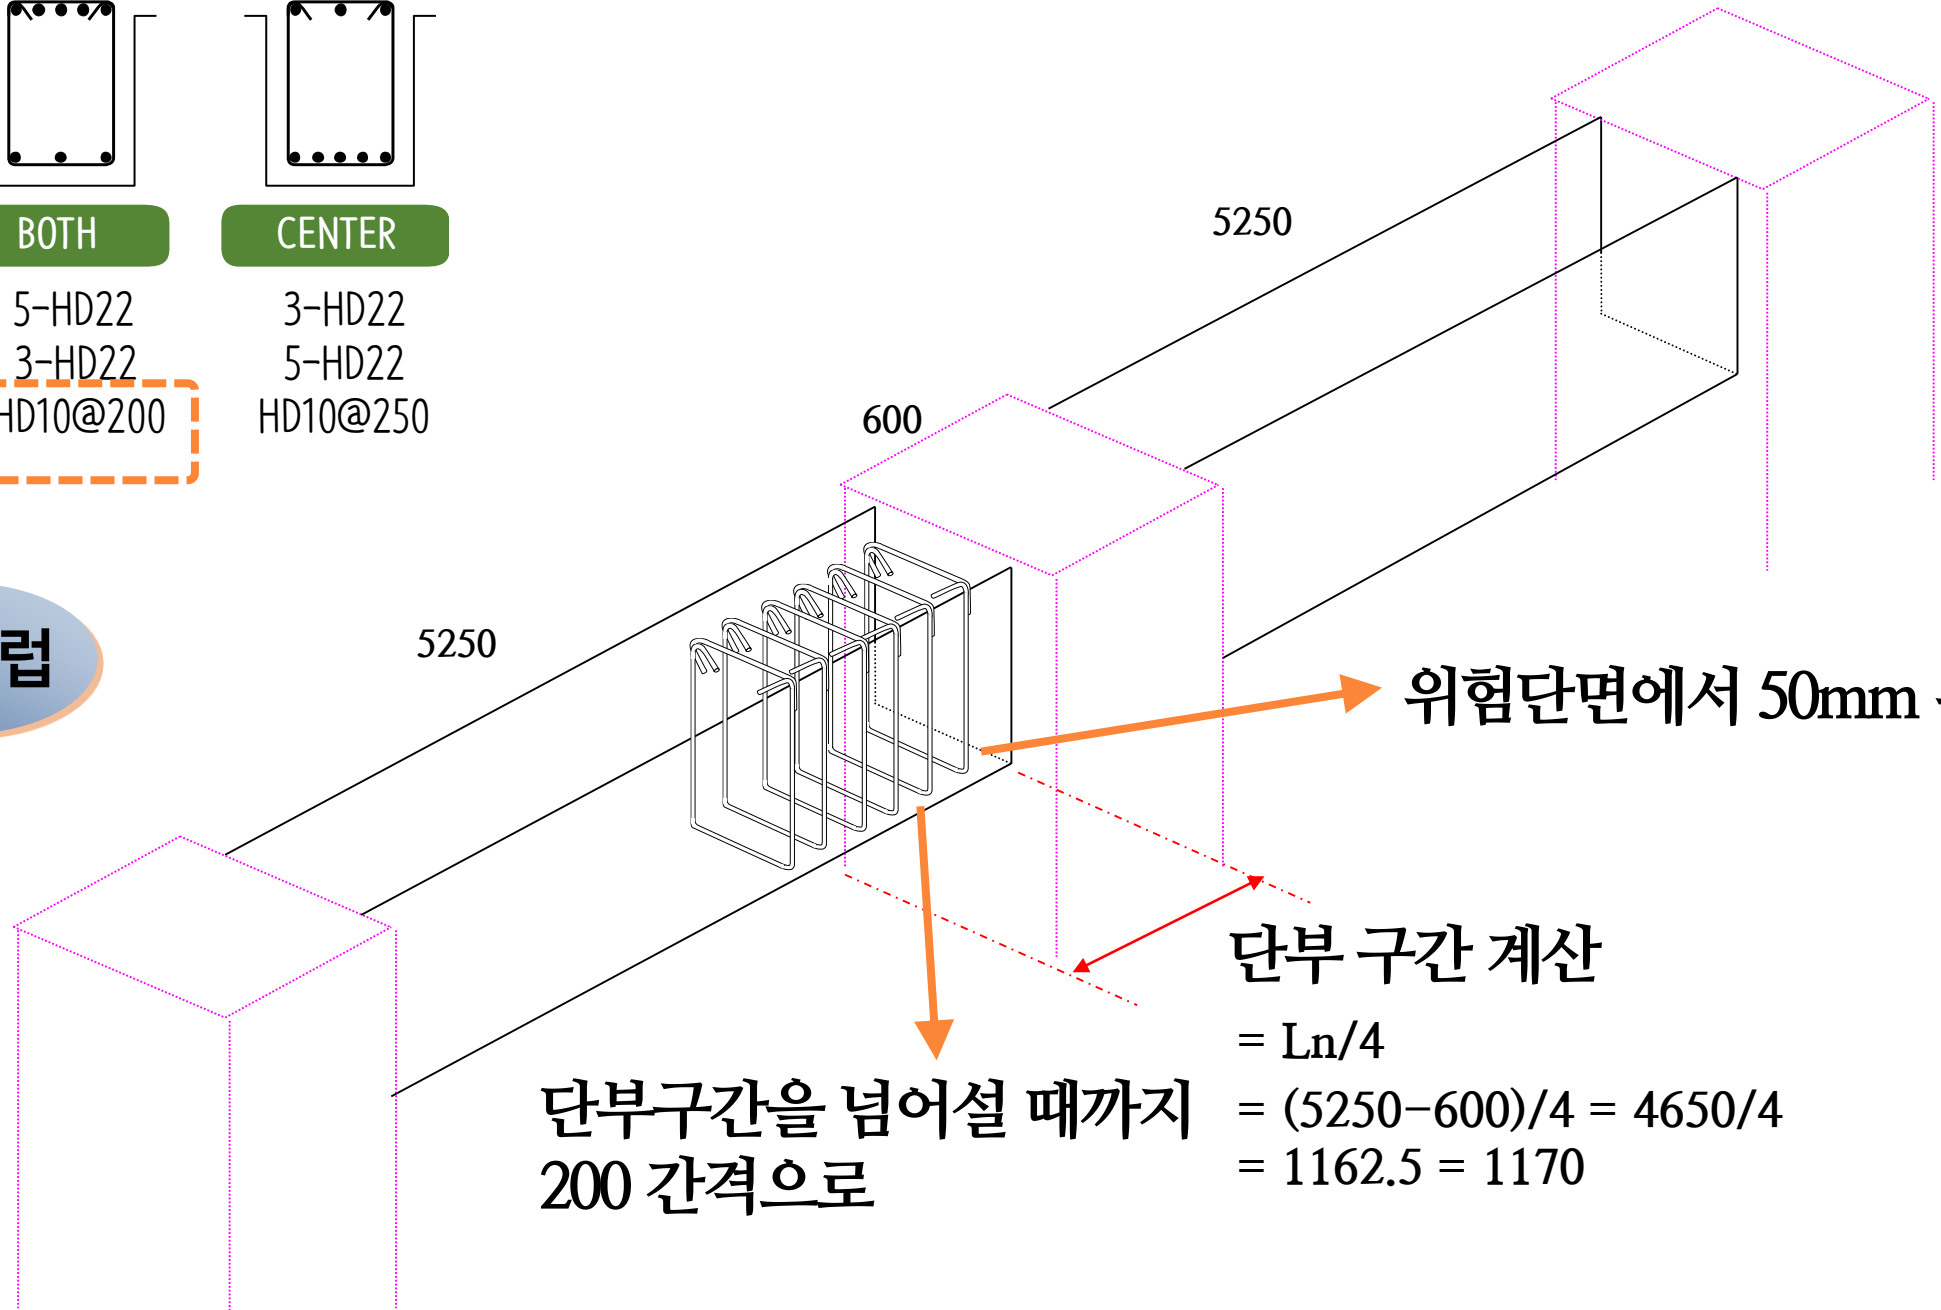 BOTH
CENTER
5-HD22
3-HD22
3-HD22
5-HD22
HD10@200
HD10@250
5250
600
5250
럽
위험단면에서 50mm
단부 구간 계산
= Ln/4
= (5250-600)/4 = 4650/4
= 1162.5 = 1170
단부구간을 넘어설 때까지
200 간격으로